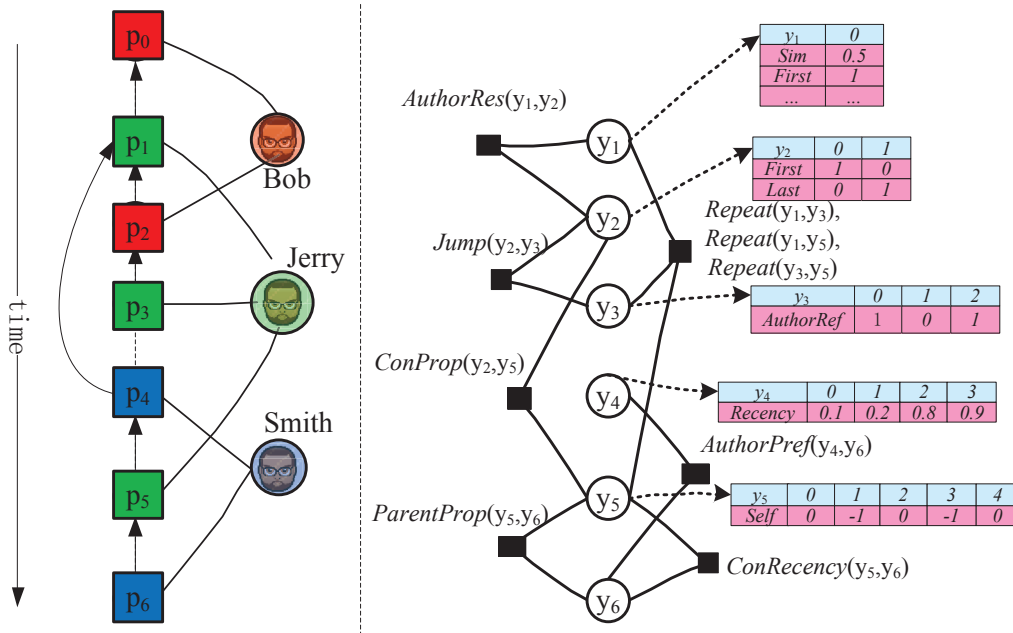 time
p0
p1
p2
p3
p4
p5
p6
Bob
Jerry
Smith
AuthorRes(y1,y2)
Jump(y2,y3)
ConProp(y2,y5)
ParentProp(y5,y6)
y1
y2
y3
y4
y5
y6
Repeat(y1,y3),
Repeat(y1,y5),
Repeat(y3,y5)
AuthorPref(y4,y6)
ConRecency(y5,y6)
y1 0
Sim 0.5
First 1
... ...
y2 0 1
First 1 0
Last 0 1
y3 0 1 2
AuthorRef 1 0 1
y4 0 1 2 3
Recency 0.1 0.2 0.8 0.9
y5 0 1 2 3 4
Self 0 -1 0 -1 0